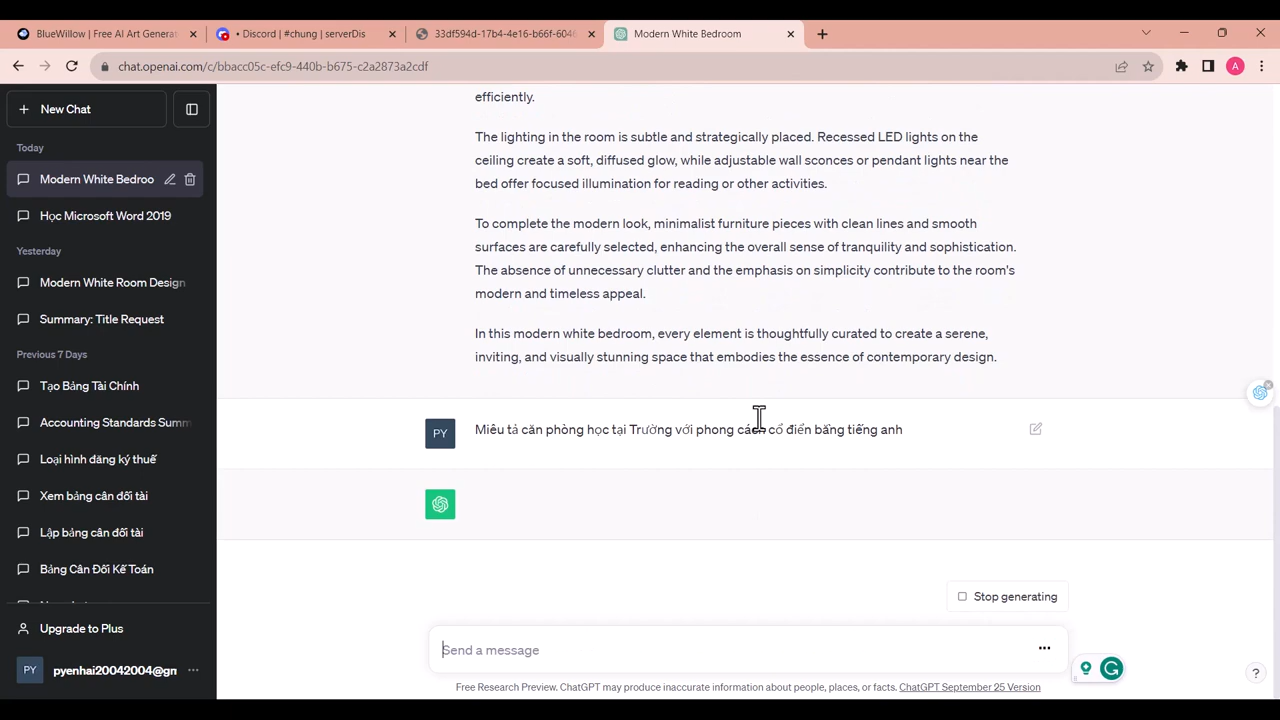 BlueWillow | Free AI Art Genera
• Discord | #chung | serverDis
33df594d-17b4-4e16-b66f-6046
Modern White Bedroom
chat.openai.com/c/bbacc05c-efc9-440b-b675-c2a2873a2cdf
A
New Chat
Today
Modern White Bedroo
Học Microsoft Word 2019
Yesterday
Modern White Room Design
Summary: Title Request
Previous 7 Days
Tạo Bảng Tài Chính
Accounting Standards Summ
Loại hình đăng ký thuế
Xem bảng cân đối tài
Lập bảng cân đối tài
Bảng Cân Đối Kế Toán
Upgrade to Plus
PY
pyenhai20042004@gm
efficiently.
The lighting in the room is subtle and strategically placed. Recessed LED lights on the
ceiling create a soft, diffused glow, while adjustable wall sconces or pendant lights near the
bed offer focused illumination for reading or other activities.
To complete the modern look, minimalist furniture pieces with clean lines and smooth
surfaces are carefully selected, enhancing the overall sense of tranquility and sophistication.
The absence of unnecessary clutter and the emphasis on simplicity contribute to the room's
modern and timeless appeal.
In this modern white bedroom, every element is thoughtfully curated to create a serene,
inviting, and visually stunning space that embodies the essence of contemporary design.
PY
Miêu tả căn phòng học tại Trường với phong cách cổ điển bằng tiếng anh
Stop generating
Send a message
Free Research Preview. ChatGPT may produce inaccurate information about people, places, or facts. ChatGPT September 25 Version
?